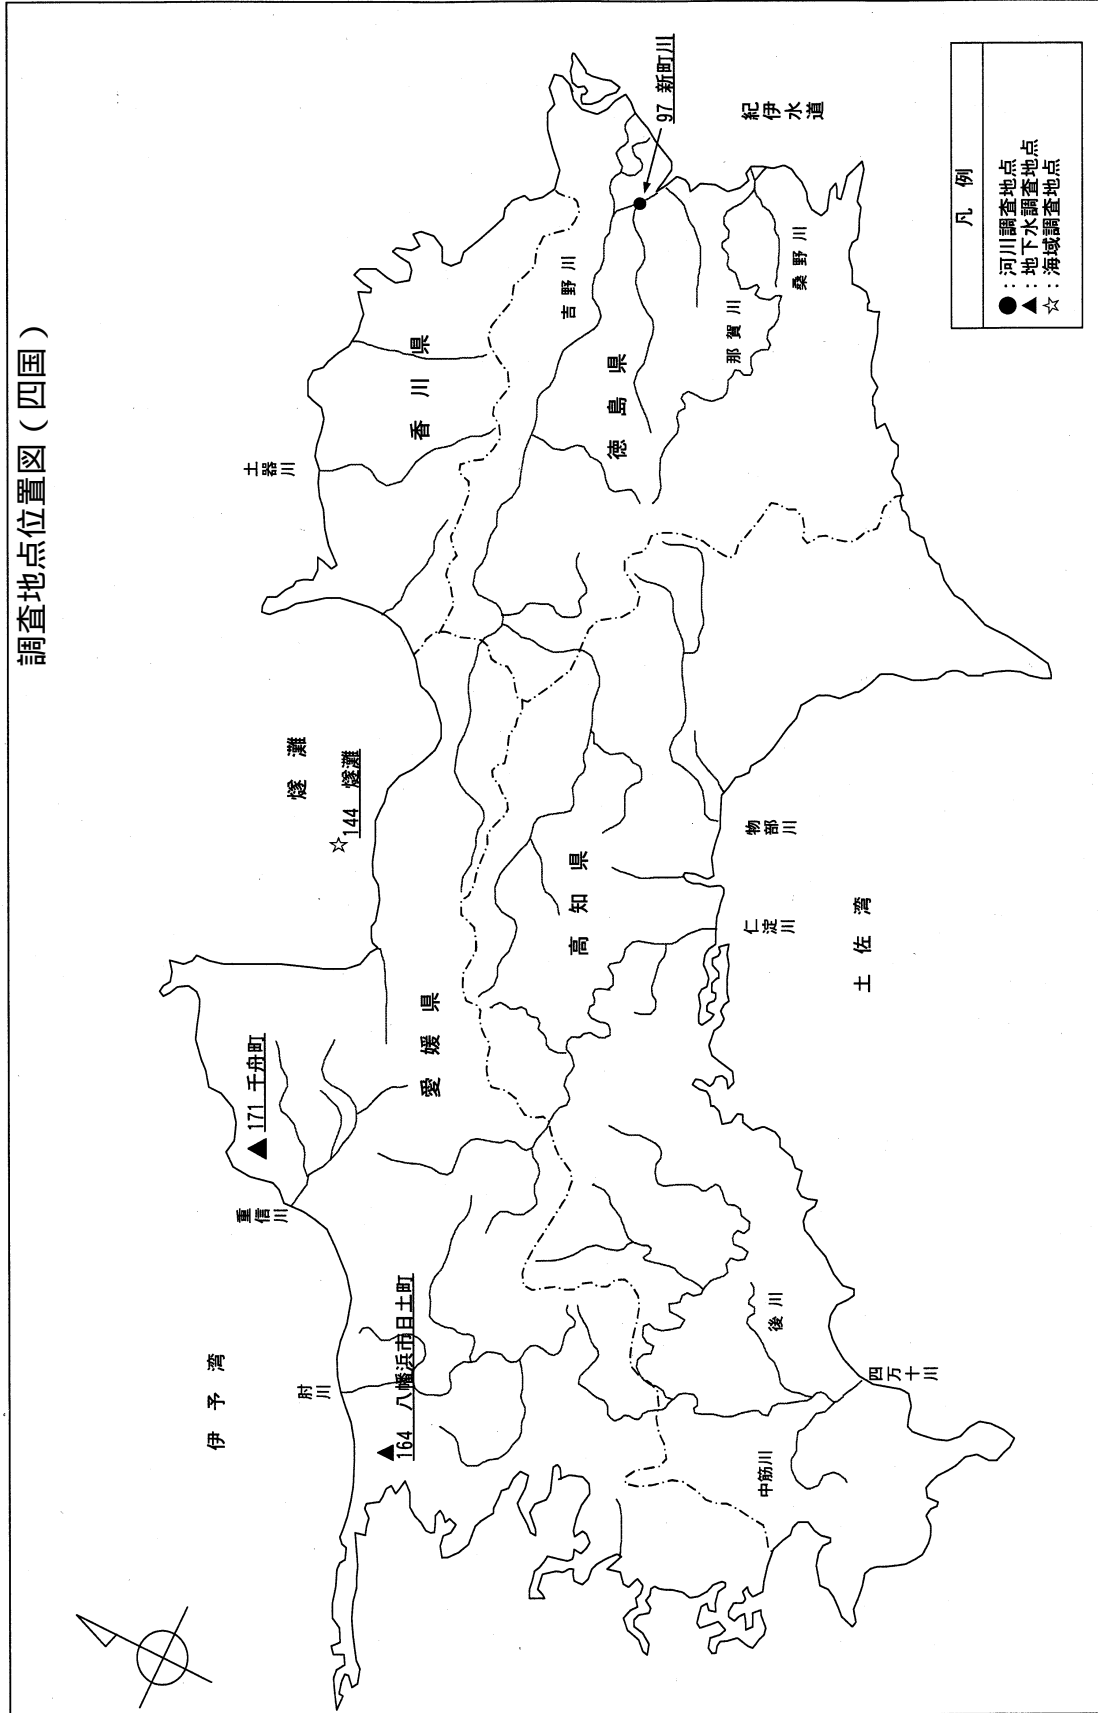 調査地点位置図(四国)
凡 例
●:河川調査地点
▲:地下水調査地点
☆:海域調査地点
伊予湾
燧灘
☆144 燧灘
▲171 千舟町
重信川
肘川
▲164 八幡浜市日土町
愛媛県
土器川
香川県
吉野川
徳島県
97 新町川
紀伊水道
那賀川
桑野川
高知県
物部川
仁淀川
土佐湾
後川
四万十川
中筋川